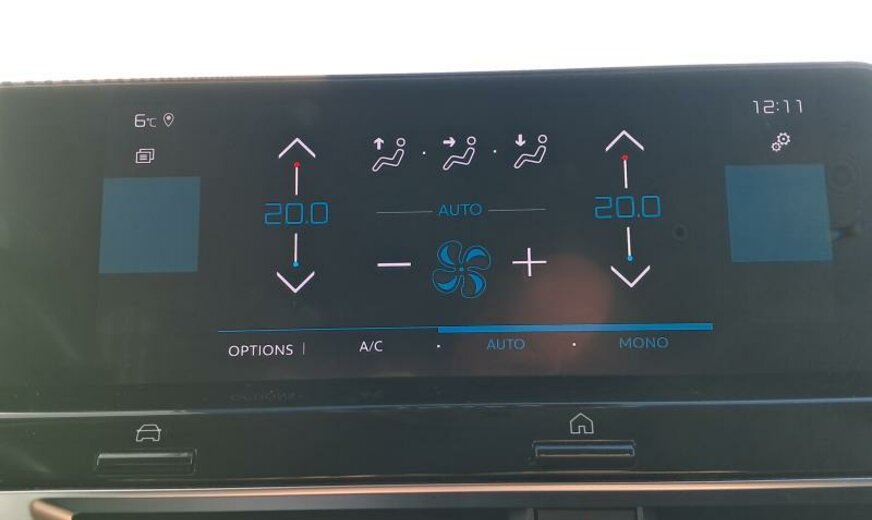 6°C
12:11
20.0
20.0
AUTO
OPTIONS | A/C · AUTO · MONO